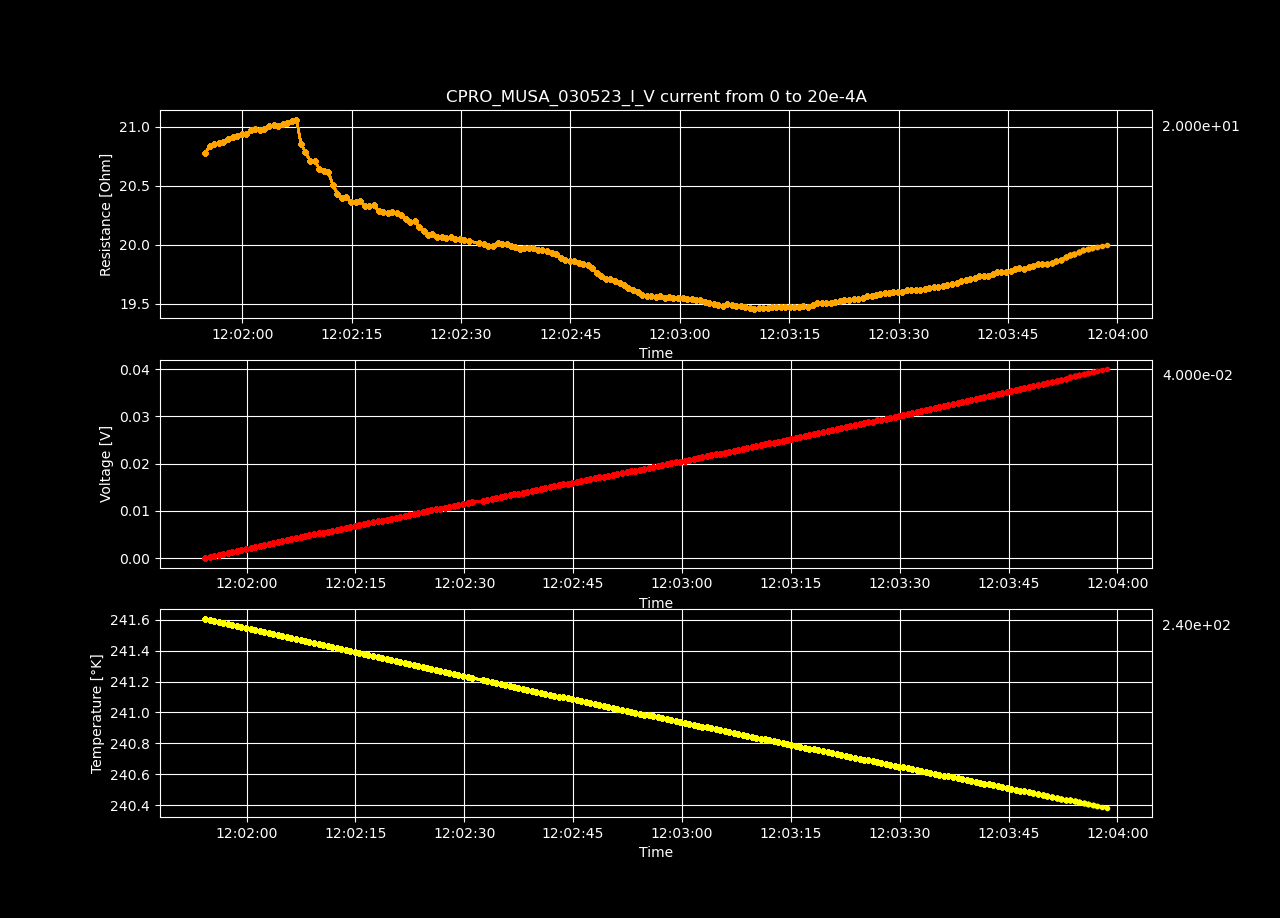 CPRO_MUSA_030523_I_V current from 0 to 20e-4A
Resistance [Ohm]
21.0
20.5
20.0
19.5
2.000e+01
12:02:00 12:02:15 12:02:30 12:02:45 12:03:00 12:03:15 12:03:30 12:03:45 12:04:00
Time
Voltage [V]
0.04
0.03
0.02
0.01
0.00
4.000e-02
12:02:00 12:02:15 12:02:30 12:02:45 12:03:00 12:03:15 12:03:30 12:03:45 12:04:00
Time
Temperature [°K]
241.6
241.4
241.2
241.0
240.8
240.6
240.4
2.40e+02
12:02:00 12:02:15 12:02:30 12:02:45 12:03:00 12:03:15 12:03:30 12:03:45 12:04:00
Time